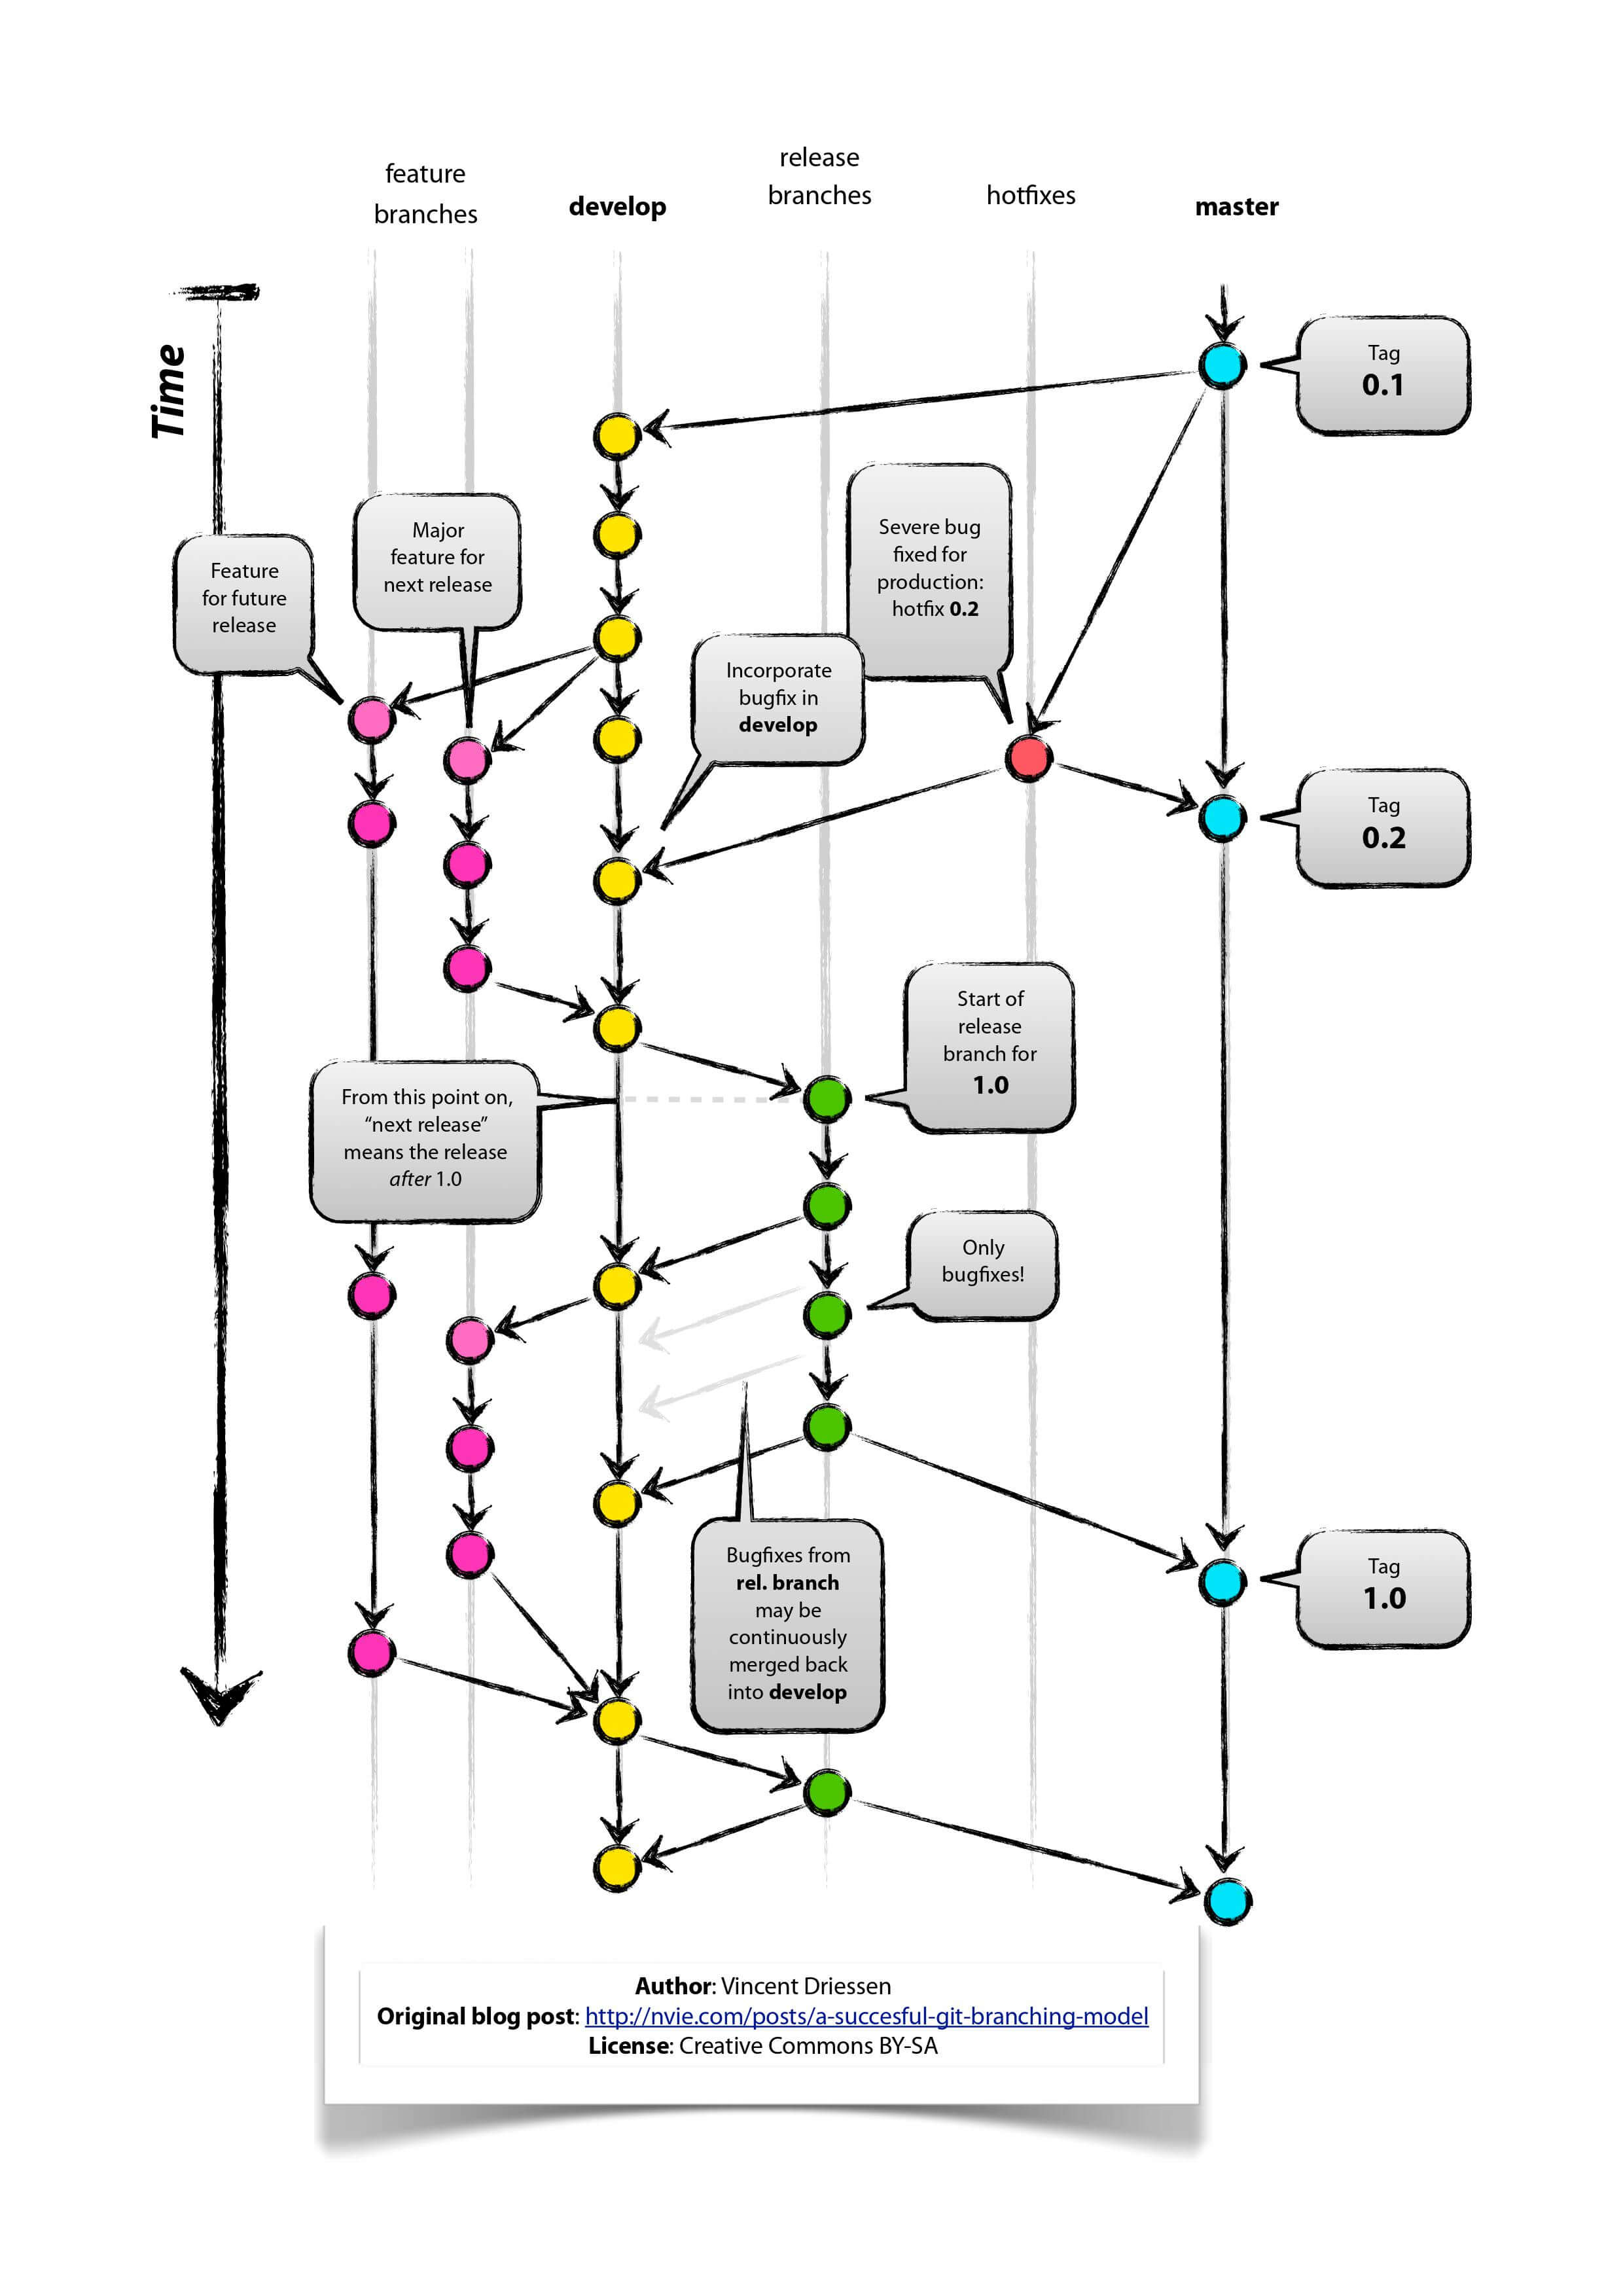 feature
branches
develop
release
branches
hotfixes
master
Time
Tag
0.1
Major
feature for
next release
Feature
for future
release
Severe bug
fixed for
production:
hotfix 0.2
Incorporate
bugfix in
develop
Tag
0.2
Start of
release
branch for
1.0
From this point on,
“next release”
means the release
after 1.0
Only
bugfixes!
Bugfixes from
rel. branch
may be
continuously
merged back
into develop
Tag
1.0
Author: Vincent Driessen
Original blog post: http://nvie.com/posts/a-succesful-git-branching-model
License: Creative Commons BY-SA